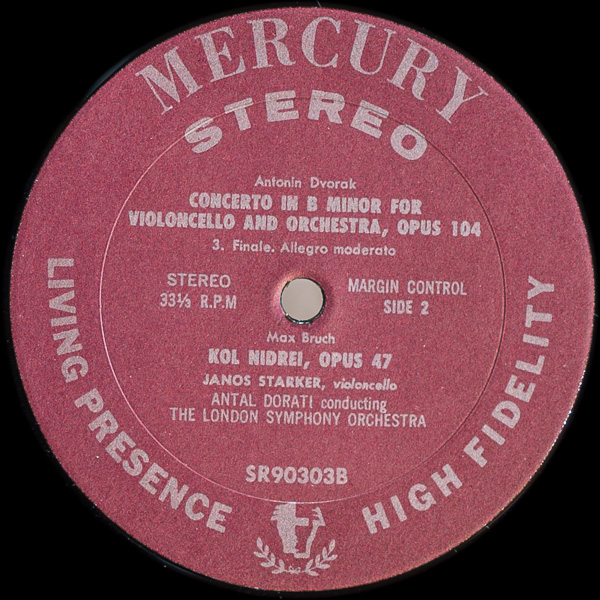 MERCURY
STEREO
Antonin Dvorak
CONCERTO IN B MINOR FOR
VIOLONCELLO AND ORCHESTRA, OPUS 104
3. Finale. Allegro moderato
STEREO
33⅓ R.P.M
MARGIN CONTROL
SIDE 2
Max Bruch
KOL NIDREI, OPUS 47
JANOS STARKER, violoncello
ANTAL DORATI conducting
THE LONDON SYMPHONY ORCHESTRA
SR90303B
LIVING PRESENCE
HIGH FIDELITY